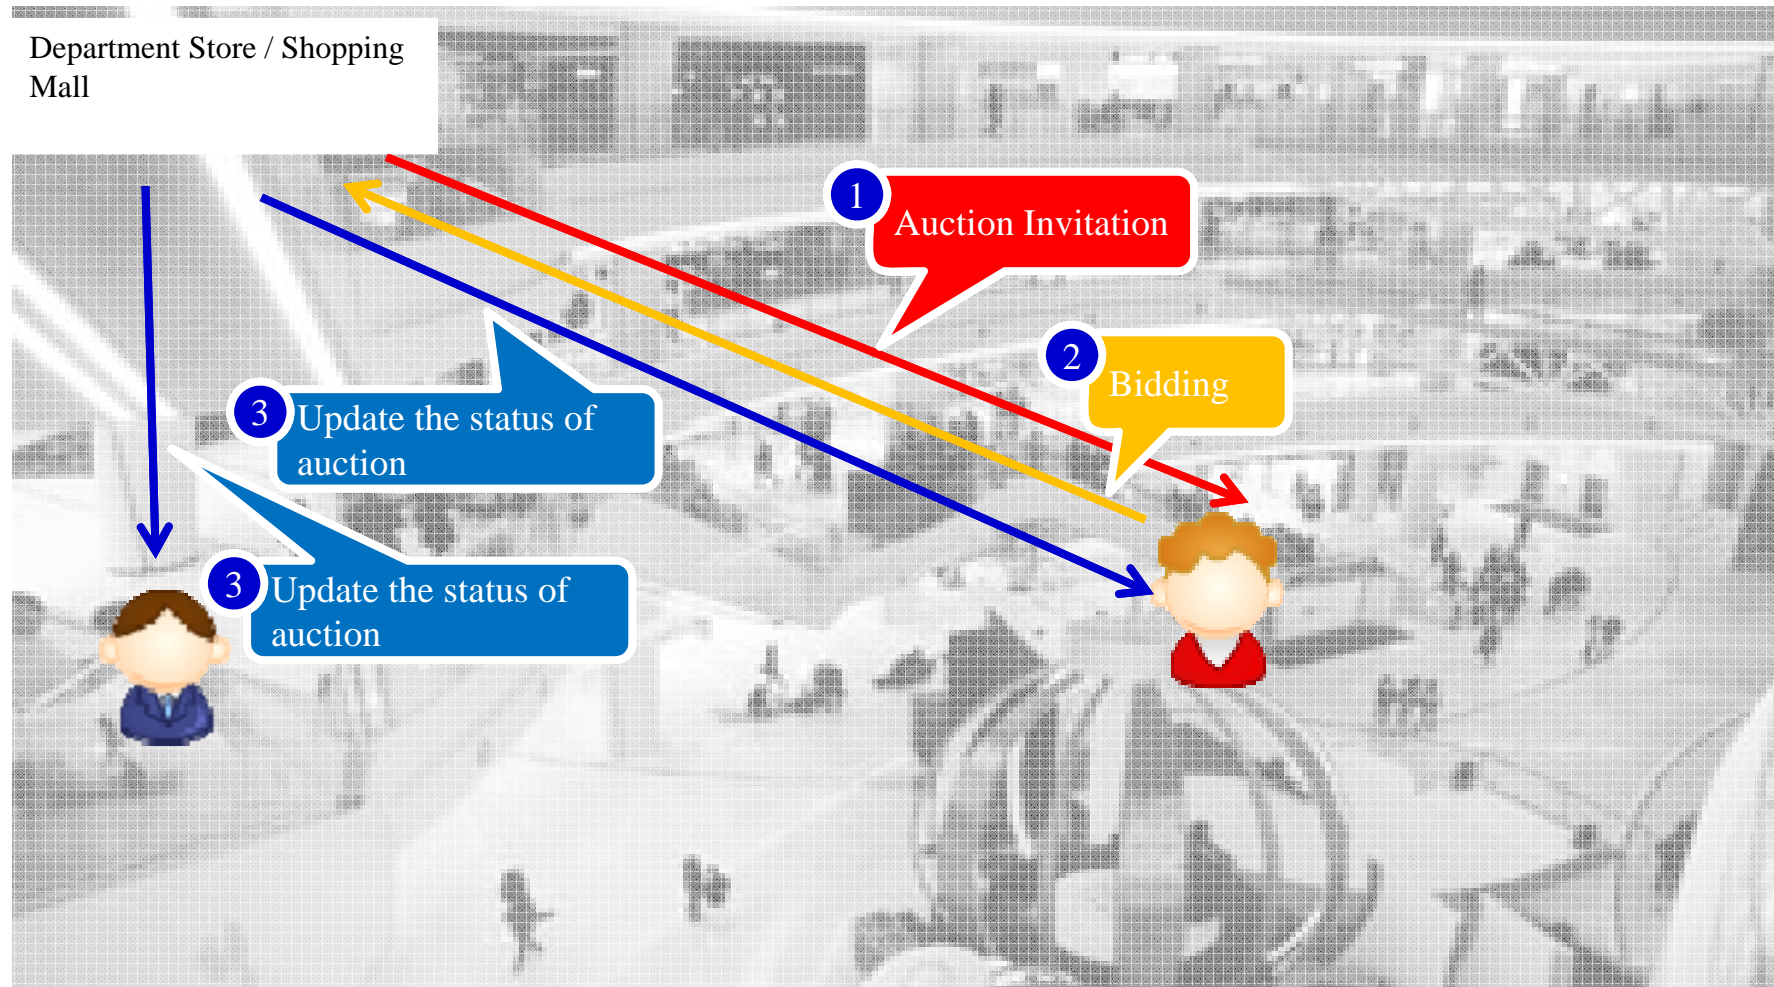 Department Store / Shopping
Mall
1
Auction Invitation
2
Bidding
3
Update the status of
auction
3
Update the status of
auction